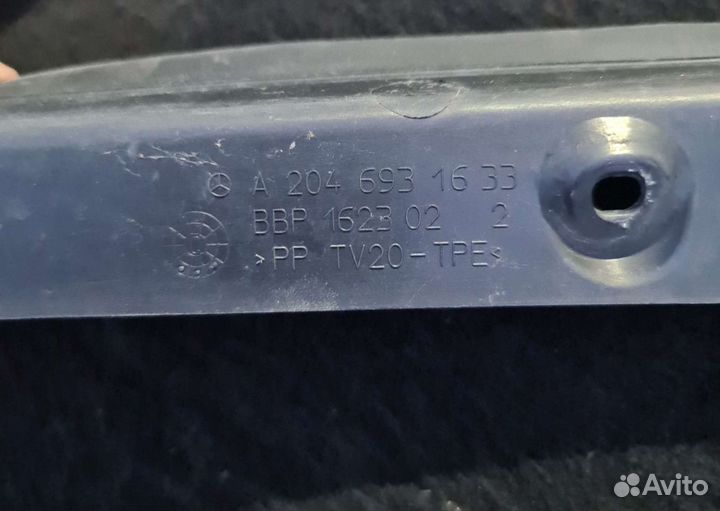 A 204 693 16 33
BBP 1623 02 2
>PP TV20-TPE<
Avito